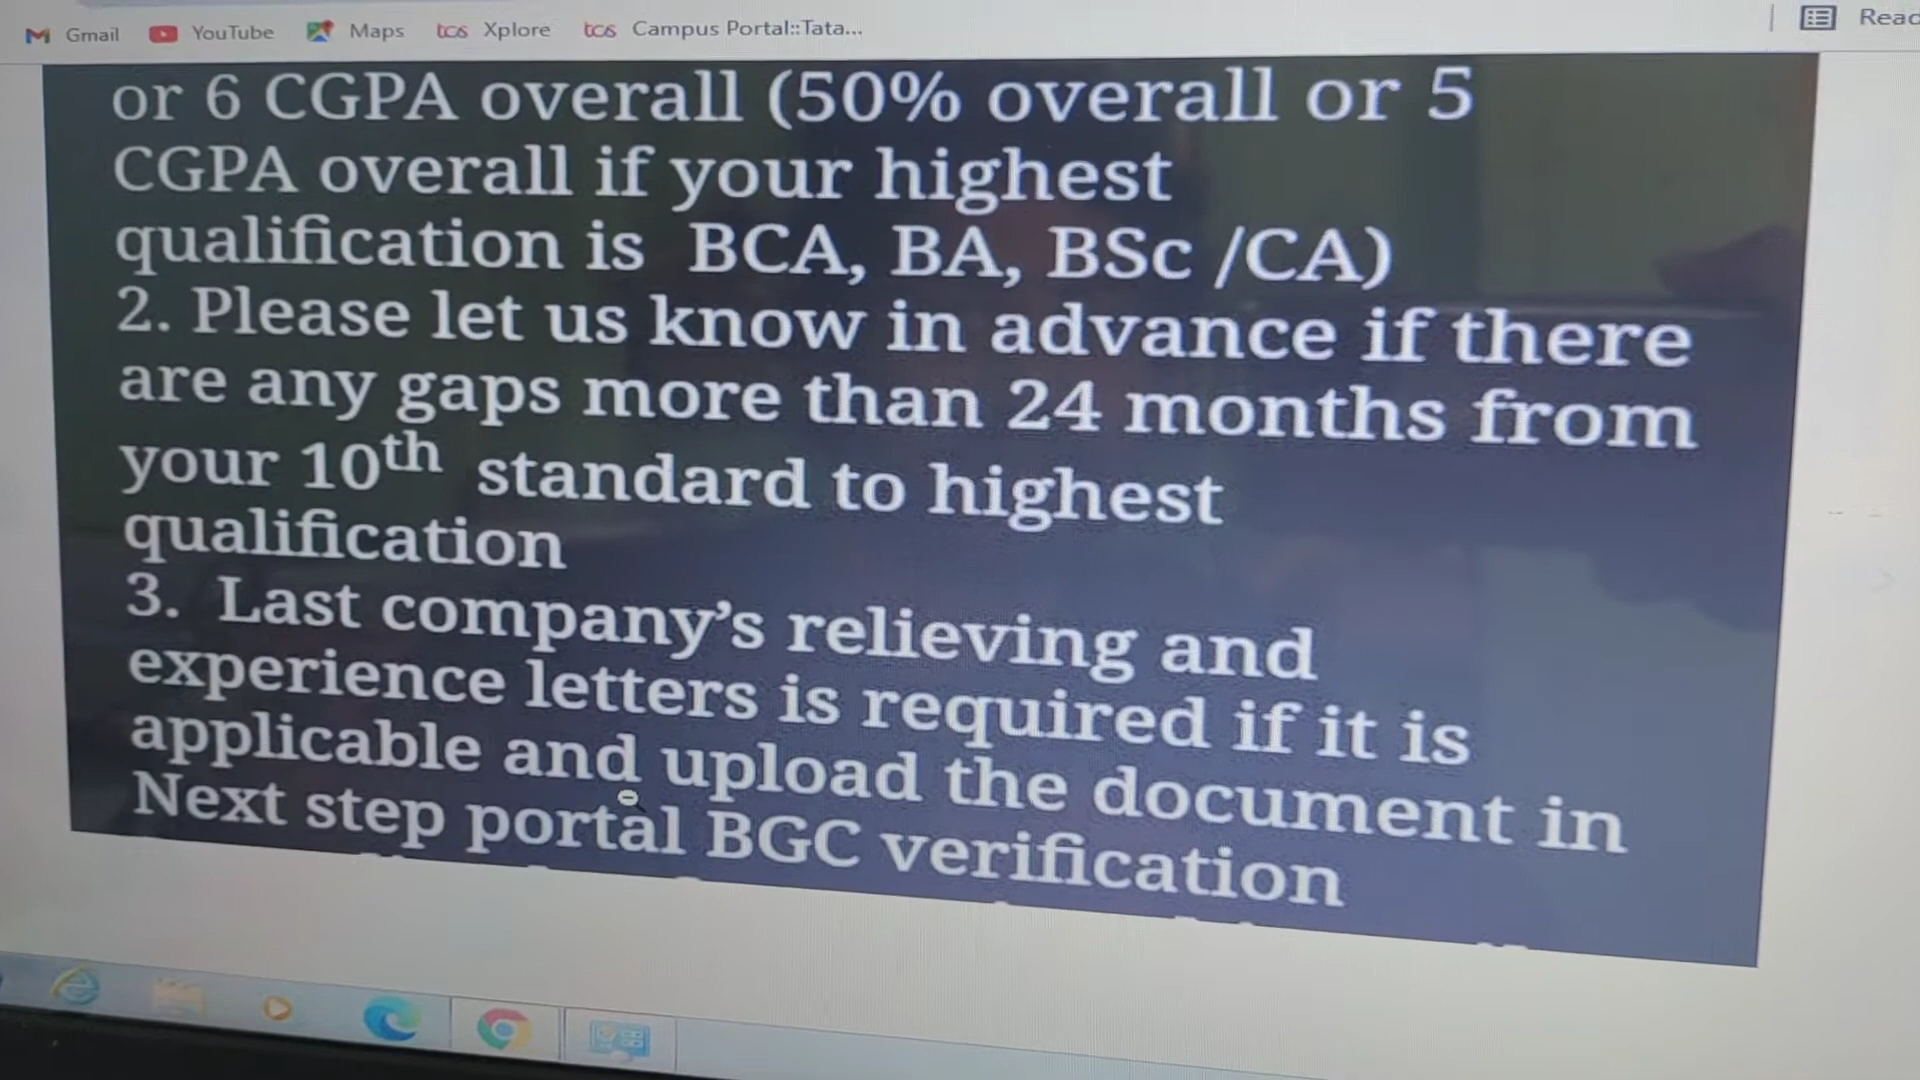 Gmail YouTube Maps tcs Xplore tcs Campus Portal::Tata... Read
or 6 CGPA overall (50% overall or 5
CGPA overall if your highest
qualification is BCA, BA, BSc /CA)
2. Please let us know in advance if there
are any gaps more than 24 months from
your 10th standard to highest
qualification
3. Last company's relieving and
experience letters is required if it is
applicable and upload the document in
Next step portal BGC verification